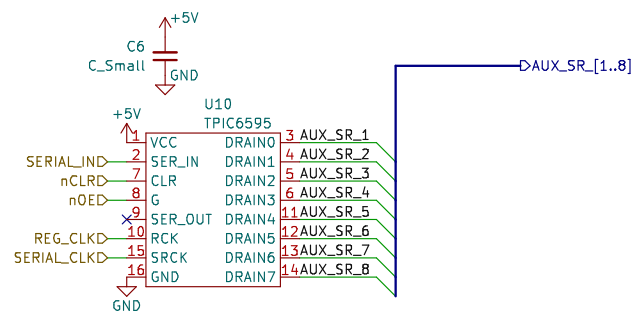 +5V
C6
C_Small
GND
AUX_SR_[1..8]
U10
TPIC6595
+5V
1 VCC DRAIN0 3 AUX_SR_1
SERIAL_IN 2 SER_IN DRAIN1 4 AUX_SR_2
nCLR 7 CLR DRAIN2 5 AUX_SR_3
nOE 8 G DRAIN3 6 AUX_SR_4
9 SER_OUT DRAIN4 11 AUX_SR_5
REG_CLK 10 RCK DRAIN5 12 AUX_SR_6
SERIAL_CLK 15 SRCK DRAIN6 13 AUX_SR_7
16 GND DRAIN7 14 AUX_SR_8
GND